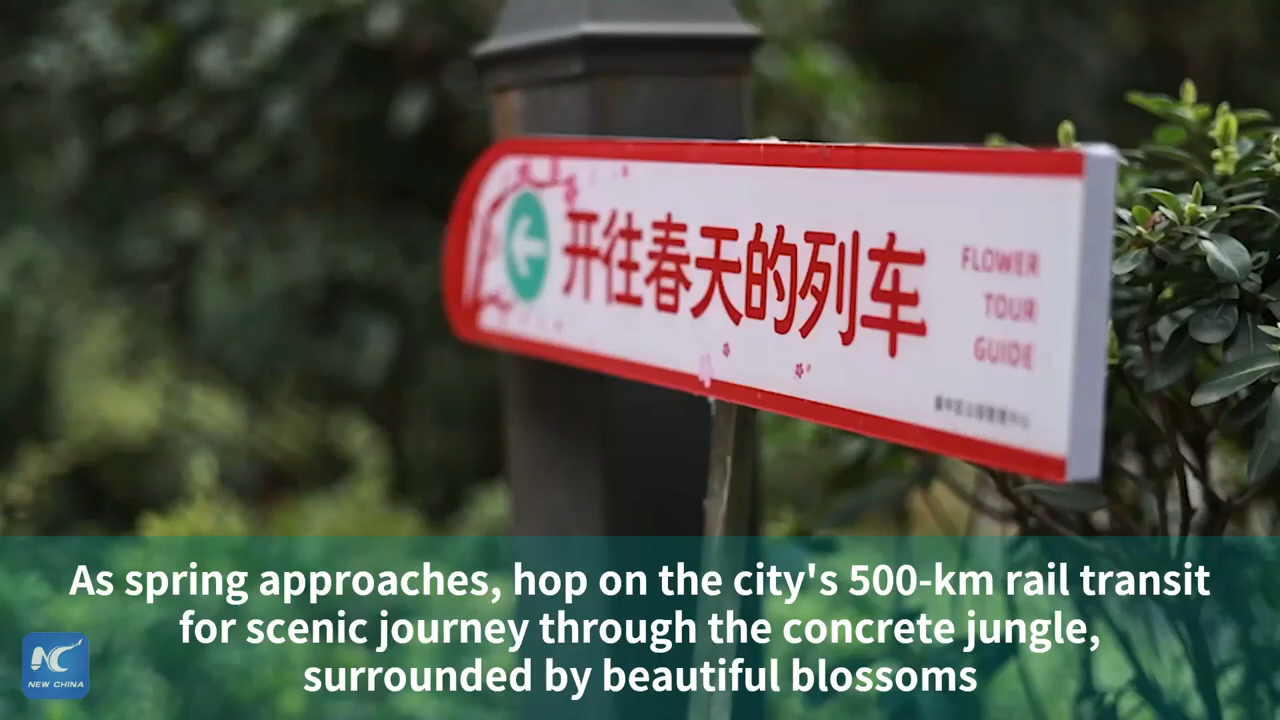 开往春天的列车
FLOWER
TOUR
GUIDE
As spring approaches, hop on the city's 500-km rail transit
for scenic journey through the concrete jungle,
surrounded by beautiful blossoms
NEW CHINA